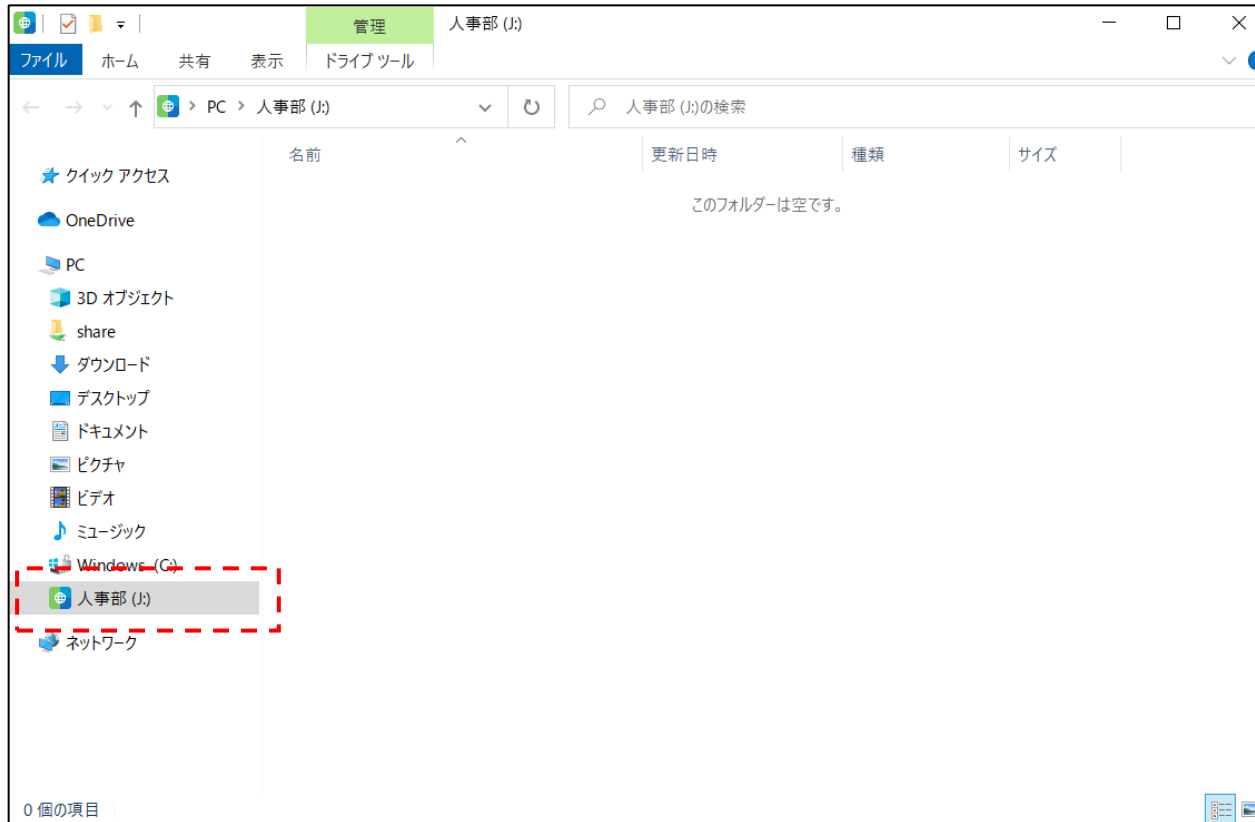 管理 人事部 (J:)
ファイル ホーム 共有 表示 ドライブ ツール
PC 人事部 (J:) 人事部 (J:)の検索
名前 更新日時 種類 サイズ
このフォルダーは空です。
クイック アクセス
OneDrive
PC
3D オブジェクト
share
ダウンロード
デスクトップ
ドキュメント
ピクチャ
ビデオ
ミュージック
Windows (C:)
人事部 (J:)
ネットワーク
0 個の項目